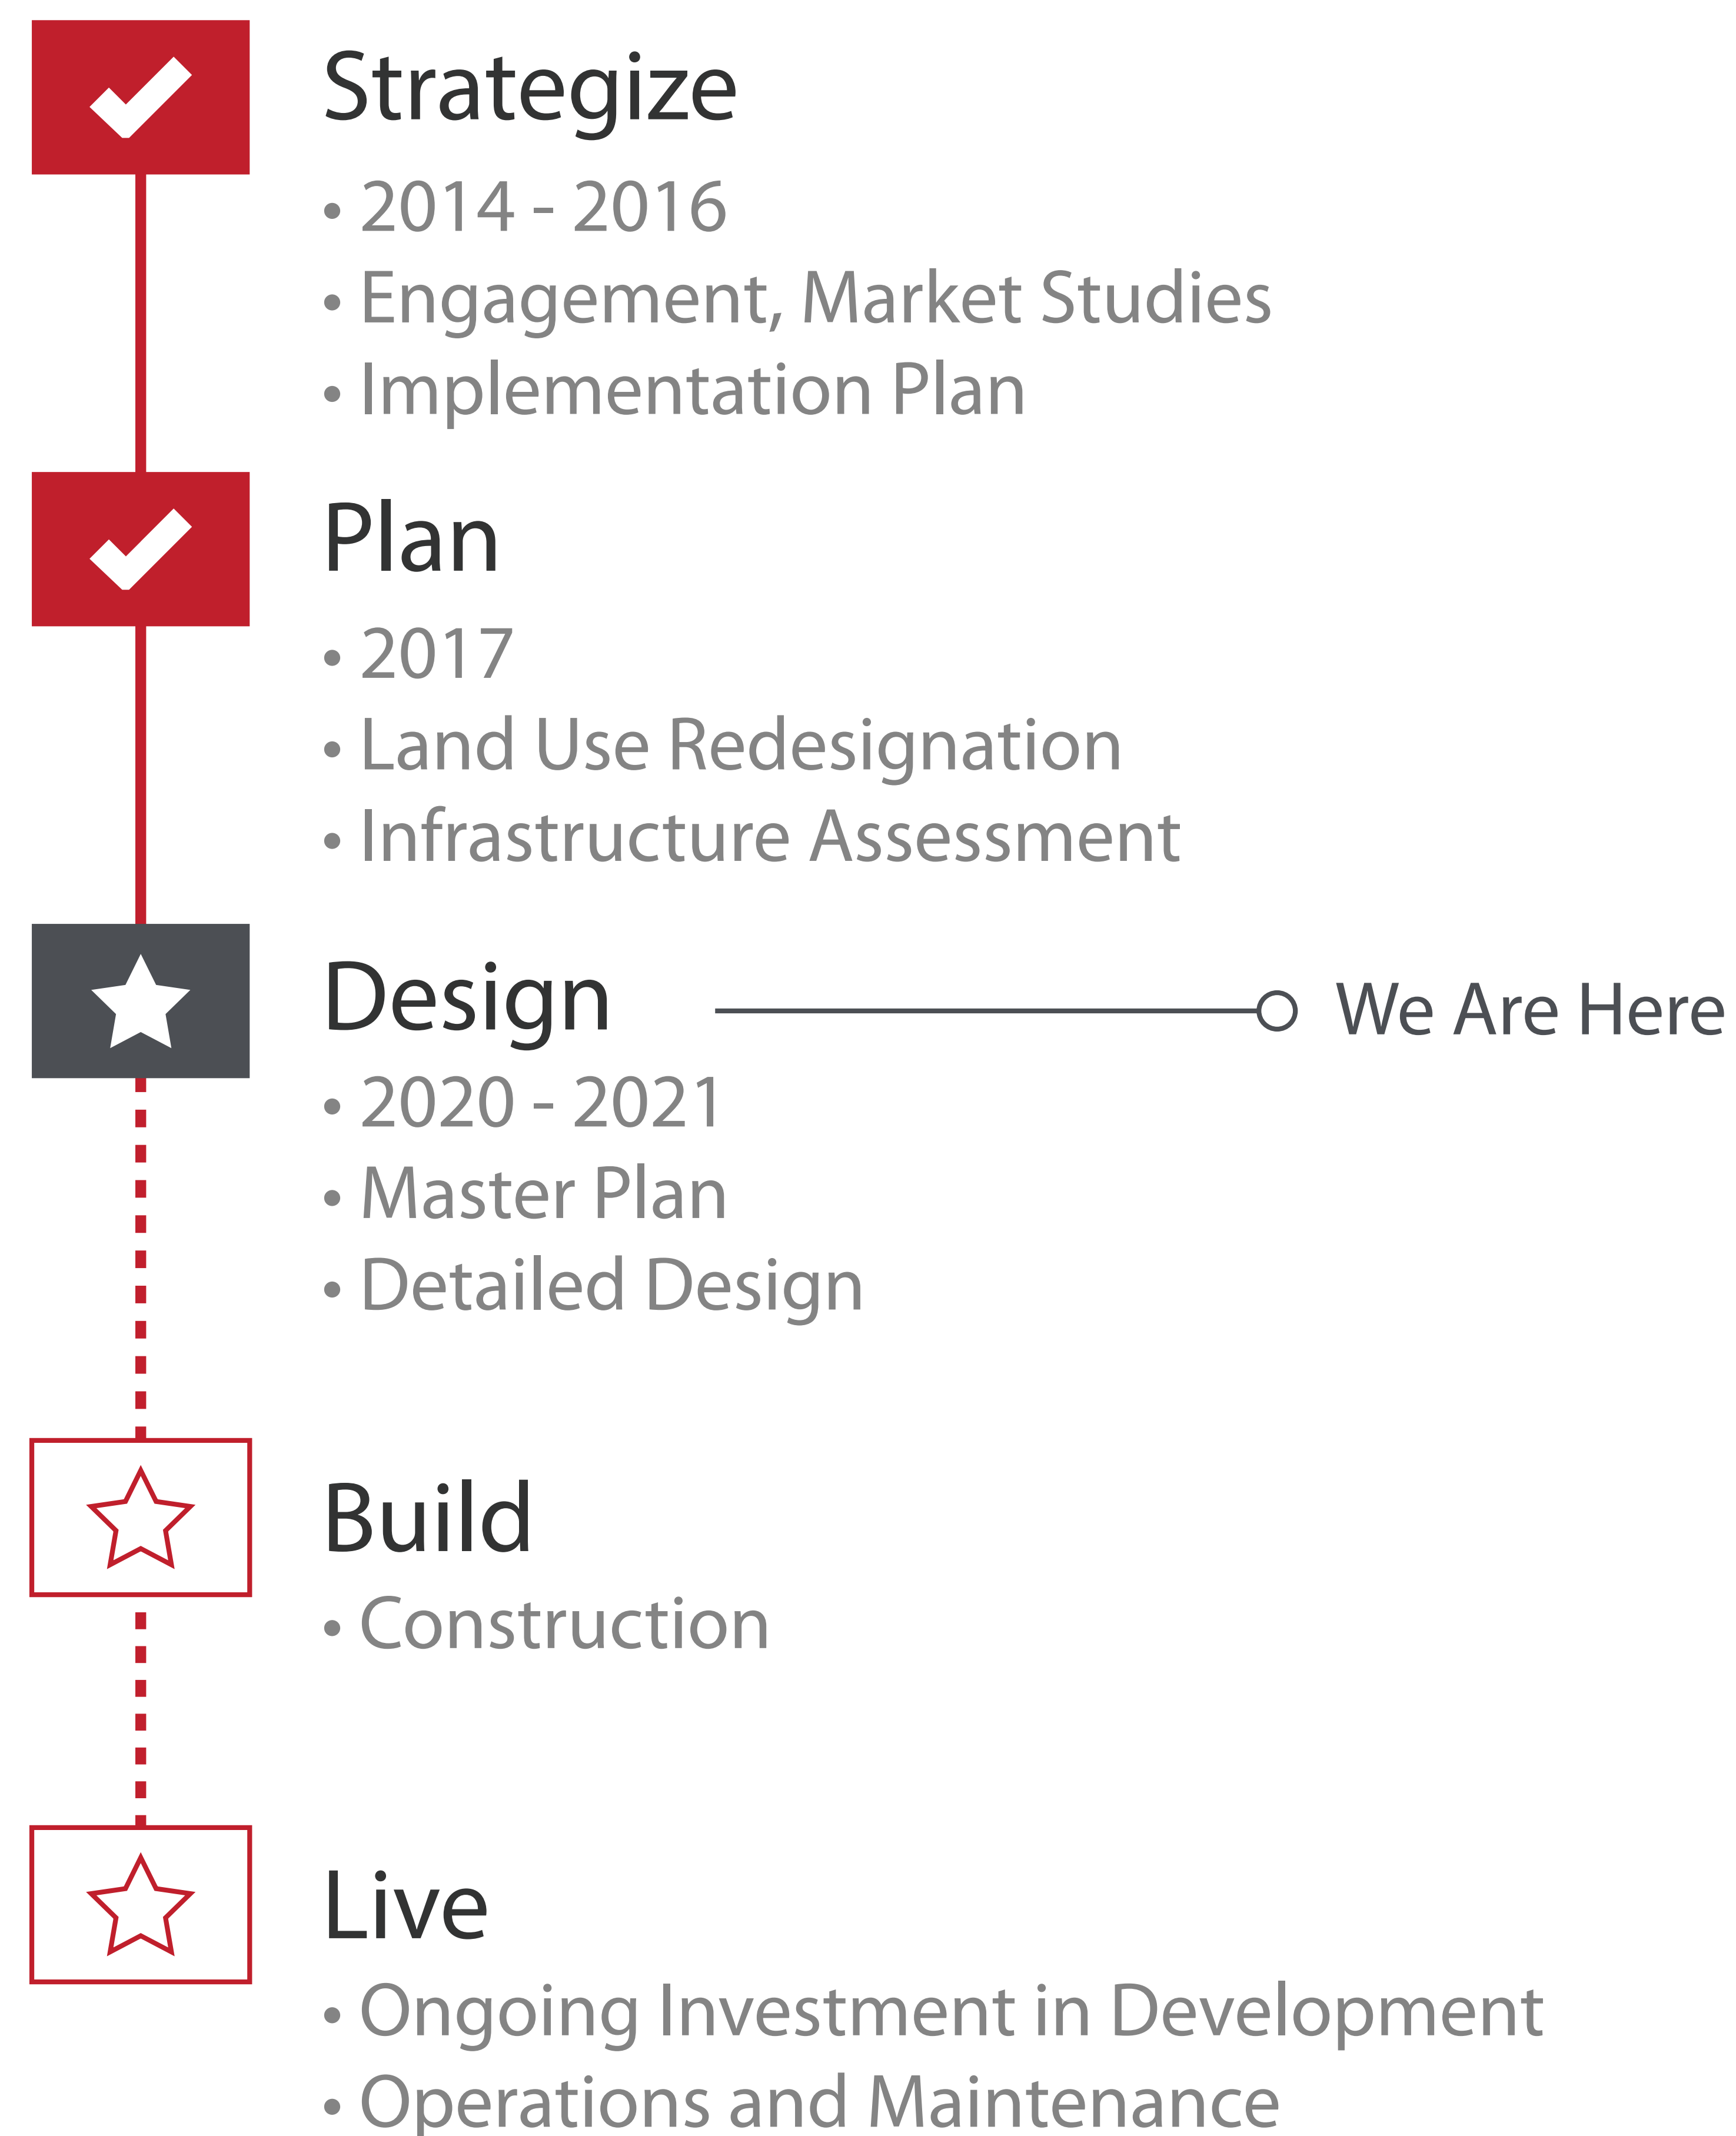 Strategize
• 2014 - 2016
• Engagement, Market Studies
• Implementation Plan
Plan
• 2017
• Land Use Redesignation
• Infrastructure Assessment
Design
We Are Here
• 2020 - 2021
• Master Plan
• Detailed Design
Build
• Construction
Live
• Ongoing Investment in Development
• Operations and Maintenance